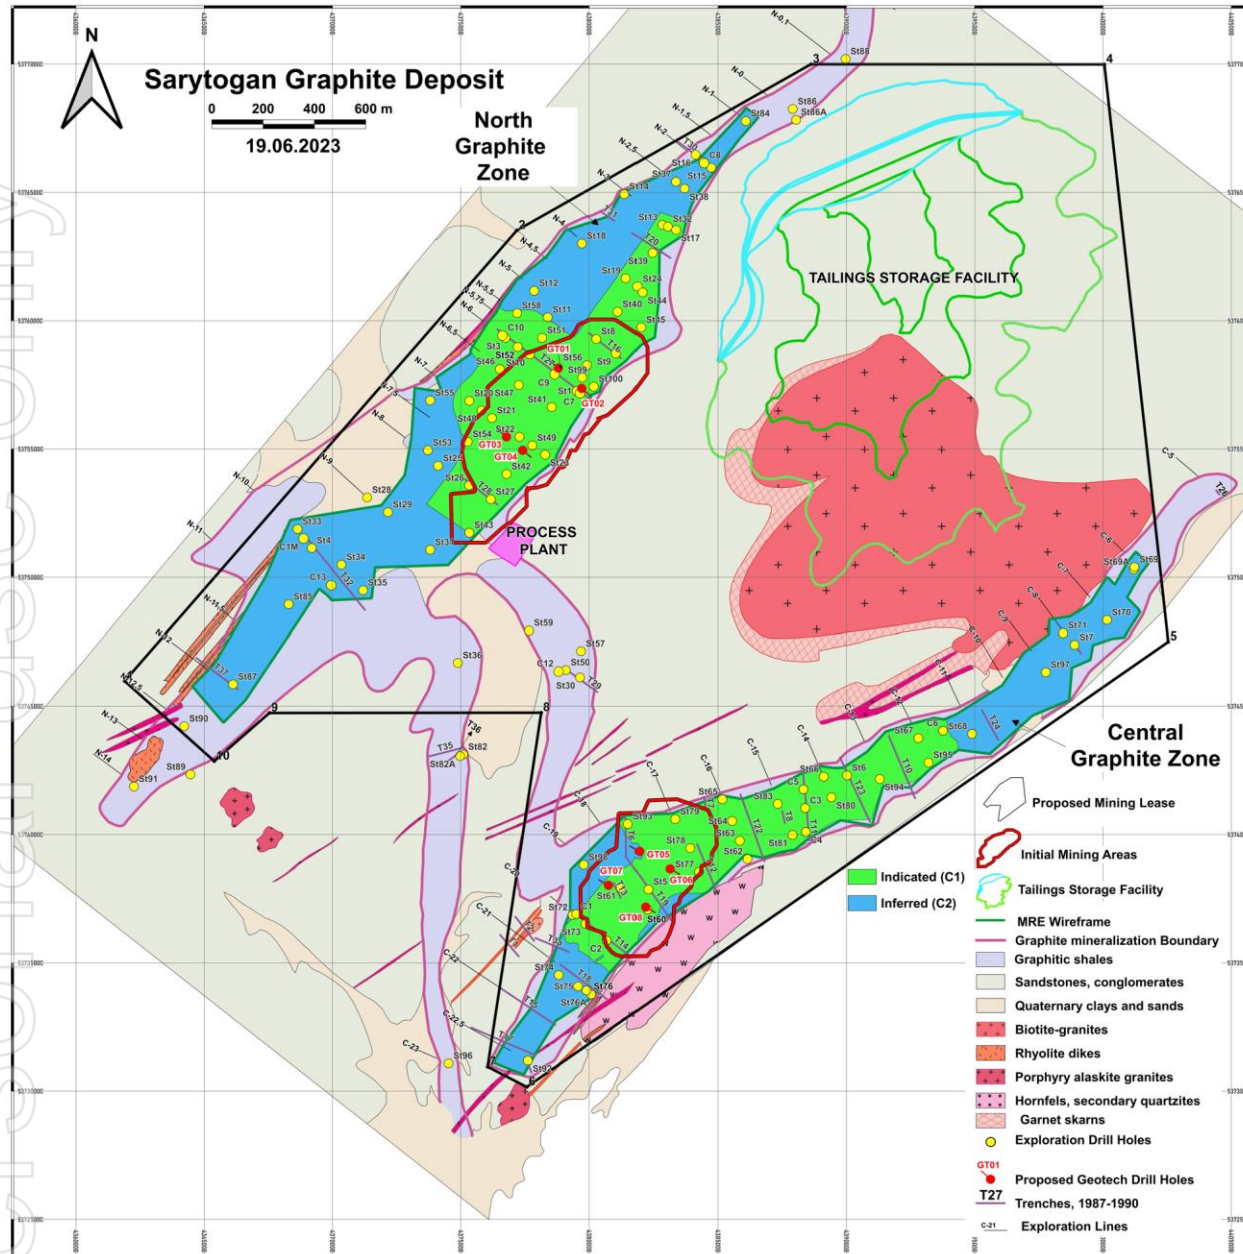 Sarytogan Graphite Deposit
N
0 200 400 600 m
19.06.2023
North
Graphite
Zone
TAILINGS STORAGE FACILITY
PROCESS
PLANT
Central
Graphite Zone
N-0.1
N-0
N-1
N-1,5
N-2
N-2,5
N-4
N-4,5
N-5
N-5,5
N-5,75
N-6
N-6,5
N-7
N-7,5
N-8
N-9
N-10
N-11
N-11,5
N-12
N-12,5
N-13
N-14
C-5
C-6
C-7
C-8
C-9
C-10
C-11
C-12
C-14
C-15
C-16
C-17
C-18
C-19
C-20
C-21
C-22
C-22,5
C-23
2
3
4
5
7
8
9
10
St88
St86
St86A
St84
T30
C8
St16
St15
St37
St38
St14
T31
St13
St32
St17
St18
T20
St39
St19
St24
St44
St40
St45
St12
St58
St11
St51
C10
St3
St52
St46
St8
T16
GT01
St56
St9
St99
C9
St100
C7
GT02
St41
St47
St20
St21
St48
St22
St54
GT03
GT04
St49
St23
St42
St55
St53
St25
St26
T28
St27
St43
St28
St29
St33
C1M
St4
St34
C13
T32
St35
St85
T37
St87
St90
St89
St91
St36
St59
St57
C12
St50
St30
T29
T36
T35
St82
St82A
T26
St69
St69A
St70
St71
St7
St97
T24
C6
St68
St67
T10
St95
St94
St6
T23
St66
C5
C3
St80
St83
T8
T11
C4
St81
T22
St65
St64
St63
St62
St79
St78
St77
St93
GT05
GT06
GT07
GT08
St98
St61
T13
St5
T19
St60
C1
St72
St73
C2
T14
St74
T18
St75
St76
St76A
T15
St92
St96
Indicated (C1)
Inferred (C2)
Proposed Mining Lease
Initial Mining Areas
Tailings Storage Facility
MRE Wireframe
Graphite mineralization Boundary
Graphitic shales
Sandstones, conglomerates
Quaternary clays and sands
Biotite-granites
Rhyolite dikes
Porphyry alaskite granites
Hornfels, secondary quartzites
Garnet skarns
Exploration Drill Holes
GT01
Proposed Geotech Drill Holes
T27
Trenches, 1987-1990
C-21
Exploration Lines